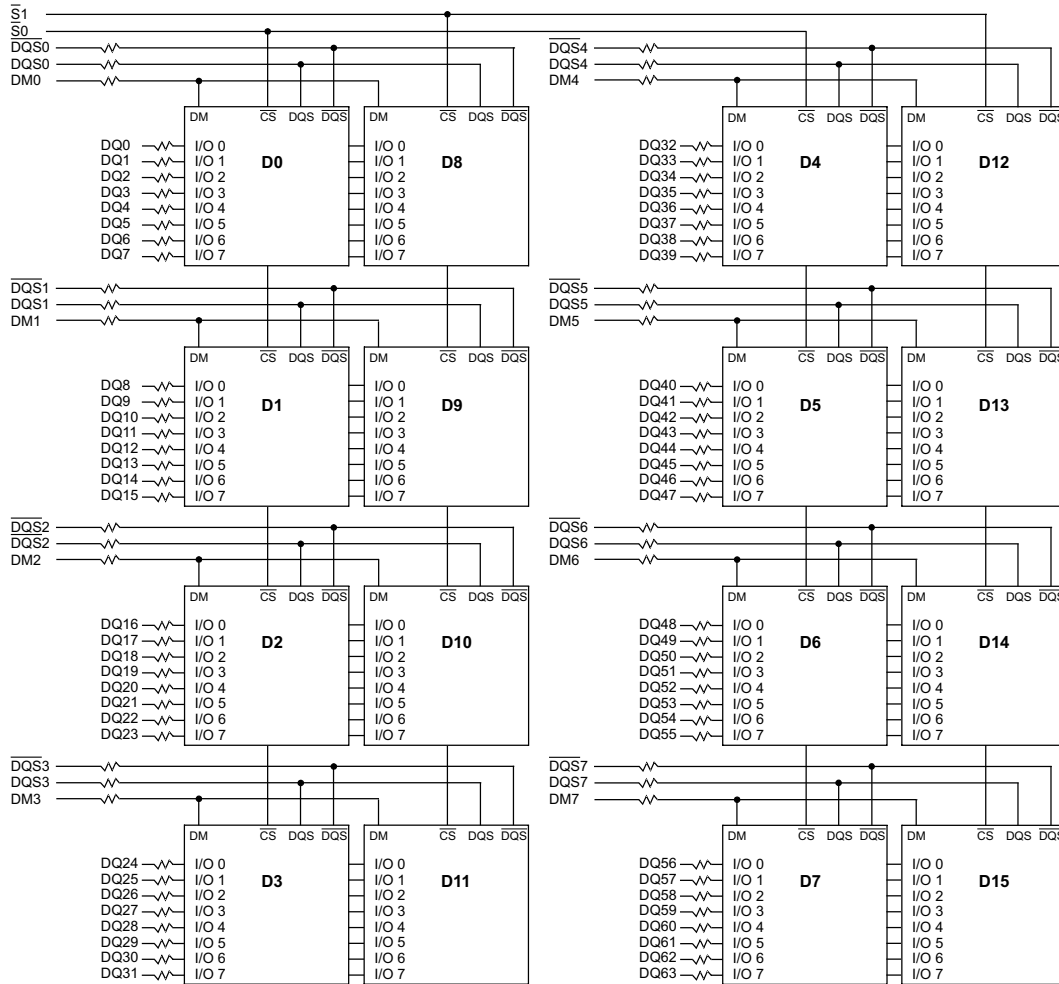 S1
S0
DQS0
DQS0
DM0
DM CS DQS DQS DM CS DQS DQS
D0 D8
DQ0 I/O 0 I/O 0
DQ1 I/O 1 I/O 1
DQ2 I/O 2 I/O 2
DQ3 I/O 3 I/O 3
DQ4 I/O 4 I/O 4
DQ5 I/O 5 I/O 5
DQ6 I/O 6 I/O 6
DQ7 I/O 7 I/O 7
DQS1
DQS1
DM1
DM CS DQS DQS DM CS DQS DQS
D1 D9
DQ8 I/O 0 I/O 0
DQ9 I/O 1 I/O 1
DQ10 I/O 2 I/O 2
DQ11 I/O 3 I/O 3
DQ12 I/O 4 I/O 4
DQ13 I/O 5 I/O 5
DQ14 I/O 6 I/O 6
DQ15 I/O 7 I/O 7
DQS2
DQS2
DM2
DM CS DQS DQS DM CS DQS DQS
D2 D10
DQ16 I/O 0 I/O 0
DQ17 I/O 1 I/O 1
DQ18 I/O 2 I/O 2
DQ19 I/O 3 I/O 3
DQ20 I/O 4 I/O 4
DQ21 I/O 5 I/O 5
DQ22 I/O 6 I/O 6
DQ23 I/O 7 I/O 7
DQS3
DQS3
DM3
DM CS DQS DQS DM CS DQS DQS
D3 D11
DQ24 I/O 0 I/O 0
DQ25 I/O 1 I/O 1
DQ26 I/O 2 I/O 2
DQ27 I/O 3 I/O 3
DQ28 I/O 4 I/O 4
DQ29 I/O 5 I/O 5
DQ30 I/O 6 I/O 6
DQ31 I/O 7 I/O 7
DQS4
DQS4
DM4
DM CS DQS DQS DM CS DQS DQS
D4 D12
DQ32 I/O 0 I/O 0
DQ33 I/O 1 I/O 1
DQ34 I/O 2 I/O 2
DQ35 I/O 3 I/O 3
DQ36 I/O 4 I/O 4
DQ37 I/O 5 I/O 5
DQ38 I/O 6 I/O 6
DQ39 I/O 7 I/O 7
DQS5
DQS5
DM5
DM CS DQS DQS DM CS DQS DQS
D5 D13
DQ40 I/O 0 I/O 0
DQ41 I/O 1 I/O 1
DQ42 I/O 2 I/O 2
DQ43 I/O 3 I/O 3
DQ44 I/O 4 I/O 4
DQ45 I/O 5 I/O 5
DQ46 I/O 6 I/O 6
DQ47 I/O 7 I/O 7
DQS6
DQS6
DM6
DM CS DQS DQS DM CS DQS DQS
D6 D14
DQ48 I/O 0 I/O 0
DQ49 I/O 1 I/O 1
DQ50 I/O 2 I/O 2
DQ51 I/O 3 I/O 3
DQ52 I/O 4 I/O 4
DQ53 I/O 5 I/O 5
DQ54 I/O 6 I/O 6
DQ55 I/O 7 I/O 7
DQS7
DQS7
DM7
DM CS DQS DQS DM CS DQS DQS
D7 D15
DQ56 I/O 0 I/O 0
DQ57 I/O 1 I/O 1
DQ58 I/O 2 I/O 2
DQ59 I/O 3 I/O 3
DQ60 I/O 4 I/O 4
DQ61 I/O 5 I/O 5
DQ62 I/O 6 I/O 6
DQ63 I/O 7 I/O 7